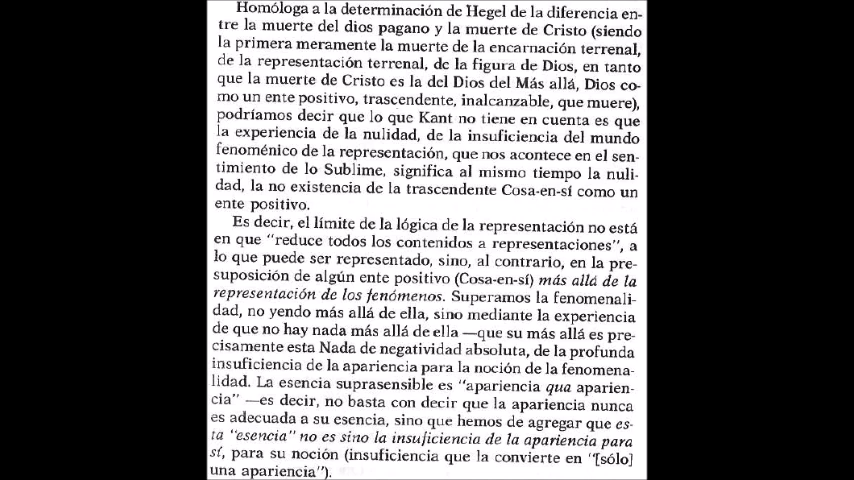 Homóloga a la determinación de Hegel de la diferencia en-
tre la muerte del dios pagano y la muerte de Cristo (siendo
la primera meramente la muerte de la encarnación terrenal,
de la representación terrenal, de la figura de Dios, en tanto
que la muerte de Cristo es la del Dios del Más allá, Dios co-
mo un ente positivo, trascendente, inalcanzable, que muere),
podríamos decir que lo que Kant no tiene en cuenta es que
la experiencia de la nulidad, de la insuficiencia del mundo
fenoménico de la representación, que nos acontece en el sen-
timiento de lo Sublime, significa al mismo tiempo la nuli-
dad, la no existencia de la trascendente Cosa-en-sí como un
ente positivo.
Es decir, el límite de la lógica de la representación no está
en que "reduce todos los contenidos a representaciones", a
lo que puede ser representado, sino, al contrario, en la pre-
suposición de algún ente positivo (Cosa-en-sí) más allá de la
representación de los fenómenos. Superamos la fenomenali-
dad, no yendo más allá de ella, sino mediante la experiencia
de que no hay nada más allá de ella —que su más allá es pre-
cisamente esta Nada de negatividad absoluta, de la profunda
insuficiencia de la apariencia para la noción de la fenomena-
lidad. La esencia suprasensible es "apariencia qua aparien-
cia" —es decir, no basta con decir que la apariencia nunca
es adecuada a su esencia, sino que hemos de agregar que es-
ta "esencia" no es sino la insuficiencia de la apariencia para
sí, para su noción (insuficiencia que la convierte en "[sólo]
una apariencia").